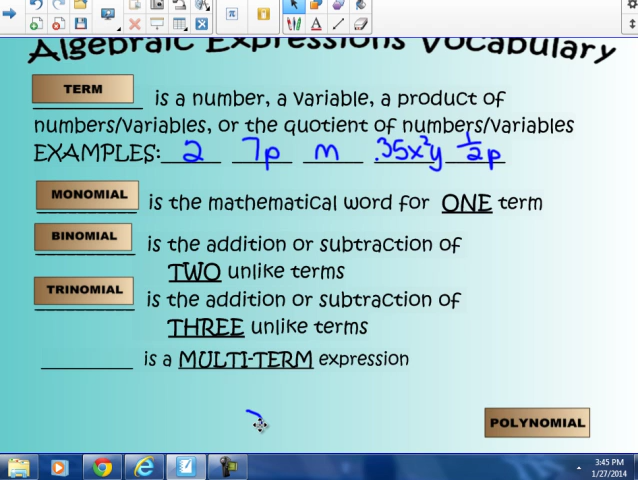 Algebraic Expressions Vocabulary
TERM is a number, a variable, a product of
numbers/variables, or the quotient of numbers/variables
EXAMPLES: 2 7p m .35x²y 1/2p
MONOMIAL is the mathematical word for ONE term
BINOMIAL is the addition or subtraction of
TWO unlike terms
TRINOMIAL is the addition or subtraction of
THREE unlike terms
is a MULTI-TERM expression
POLYNOMIAL
3:45 PM
1/27/2014